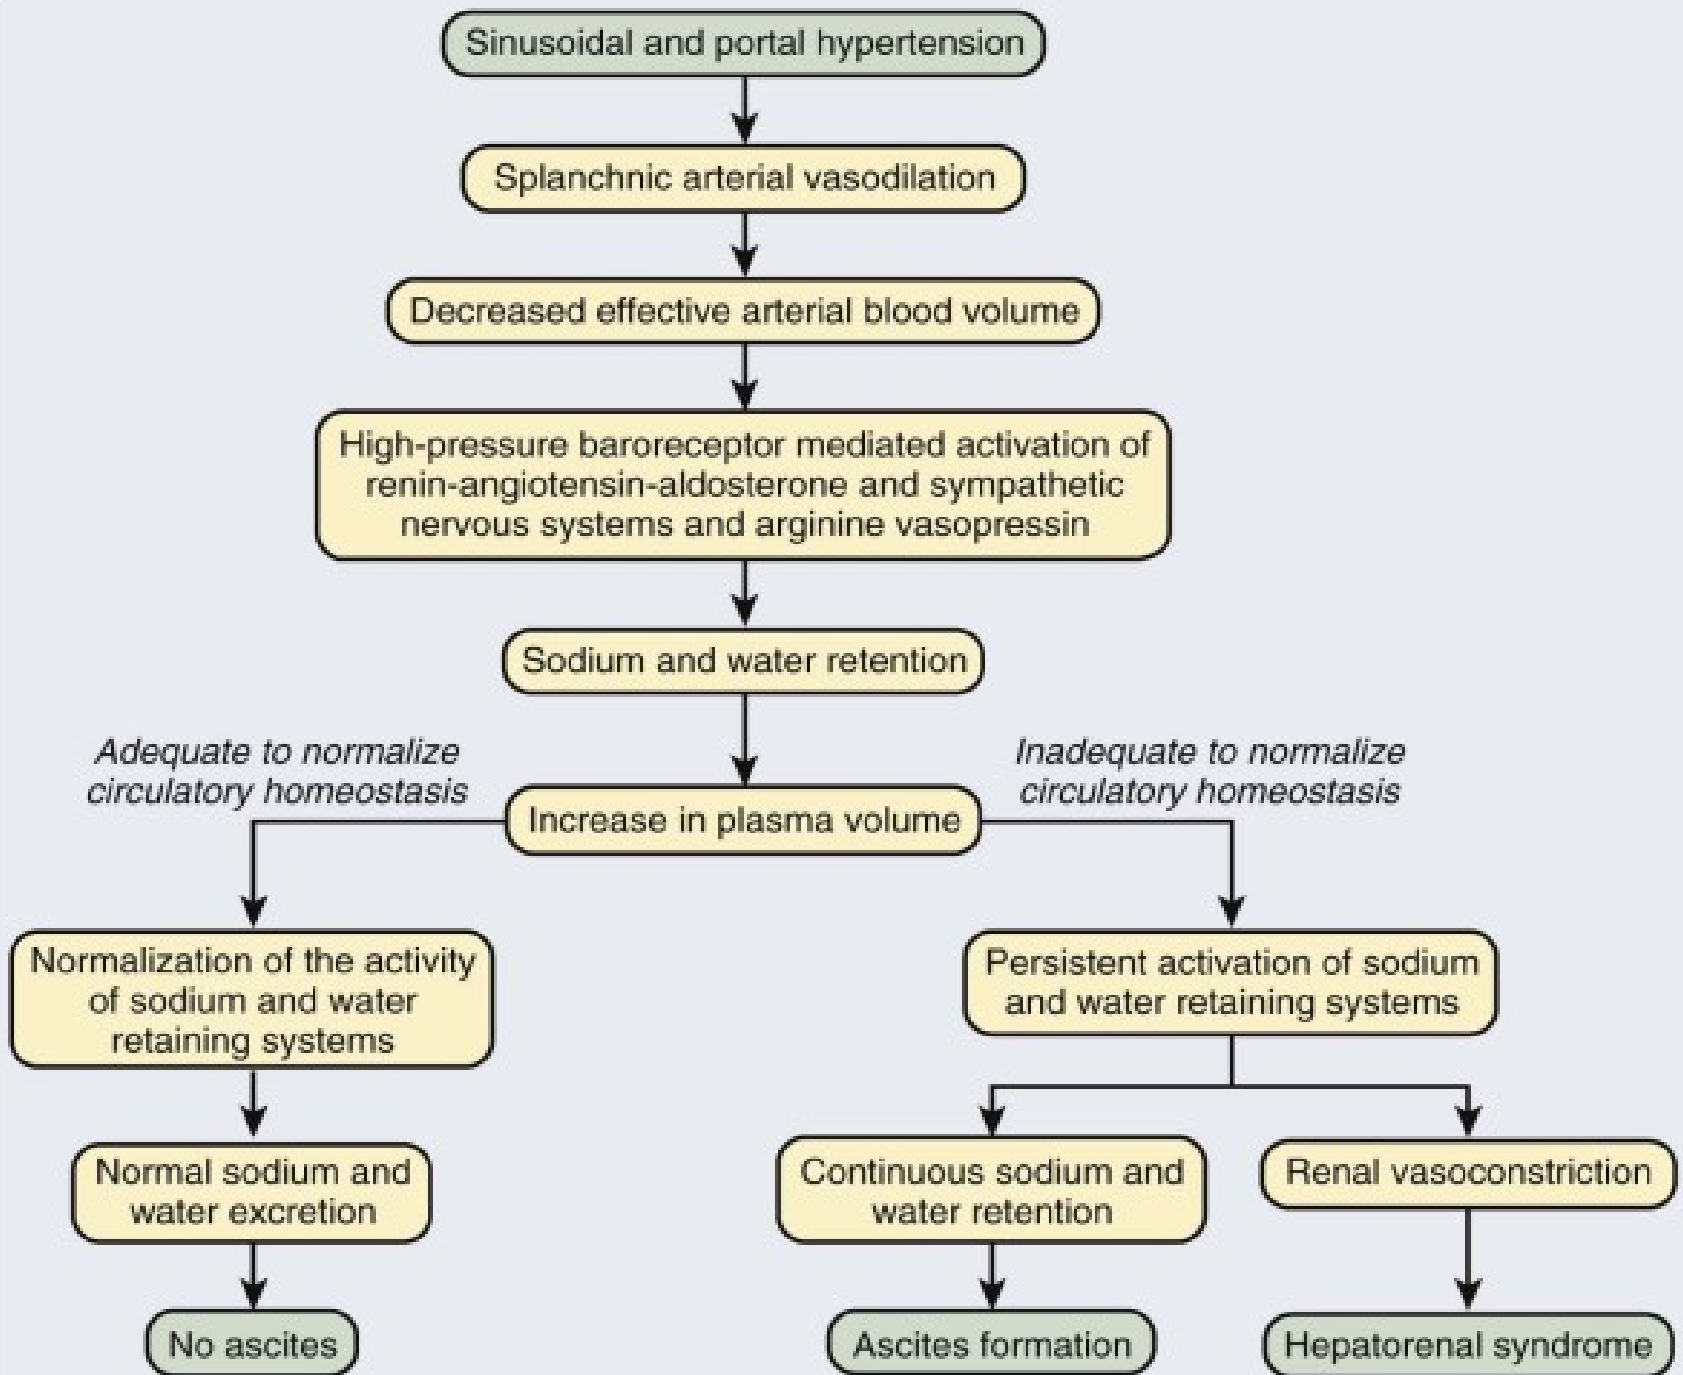 Sinusoidal and portal hypertension
Splanchnic arterial vasodilation
Decreased effective arterial blood volume
High-pressure baroreceptor mediated activation of
renin-angiotensin-aldosterone and sympathetic
nervous systems and arginine vasopressin
Sodium and water retention
Adequate to normalize
circulatory homeostasis
Inadequate to normalize
circulatory homeostasis
Increase in plasma volume
Normalization of the activity
of sodium and water
retaining systems
Persistent activation of sodium
and water retaining systems
Normal sodium and
water excretion
Continuous sodium and
water retention
Renal vasoconstriction
No ascites
Ascites formation
Hepatorenal syndrome